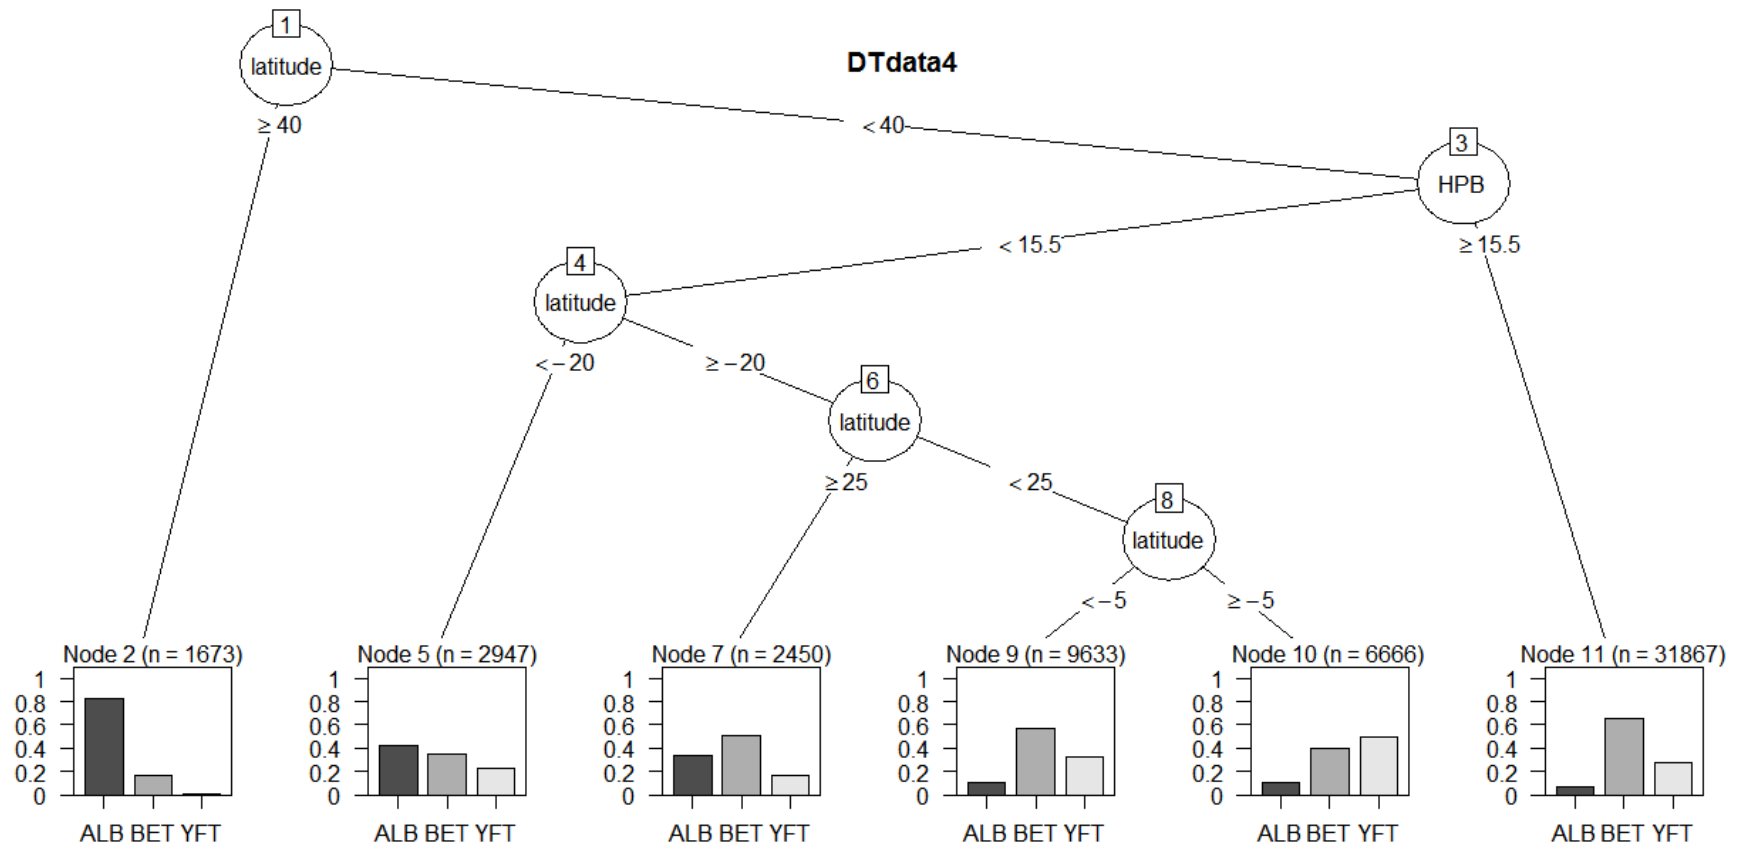 DTdata4
1
latitude
≥ 40
< 40
3
HPB
< 15.5
≥ 15.5
4
latitude
< − 20
≥ − 20
6
latitude
≥ 25
< 25
8
latitude
< − 5
≥ − 5
Node 2 (n = 1673)
1
0.8
0.6
0.4
0.2
0
ALB BET YFT
Node 5 (n = 2947)
1
0.8
0.6
0.4
0.2
0
ALB BET YFT
Node 7 (n = 2450)
1
0.8
0.6
0.4
0.2
0
ALB BET YFT
Node 9 (n = 9633)
1
0.8
0.6
0.4
0.2
0
ALB BET YFT
Node 10 (n = 6666)
1
0.8
0.6
0.4
0.2
0
ALB BET YFT
Node 11 (n = 31867)
1
0.8
0.6
0.4
0.2
0
ALB BET YFT